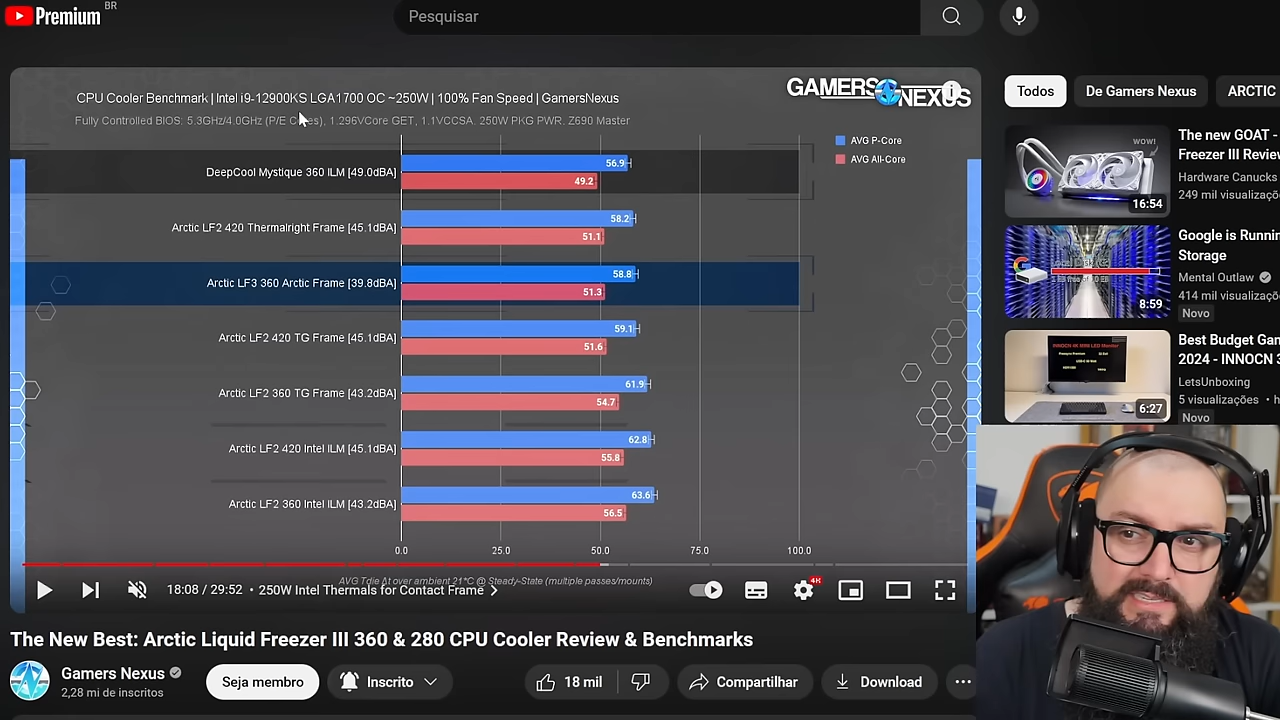 Premium BR
Pesquisar
CPU Cooler Benchmark | Intel i9-12900KS LGA1700 OC ~250W | 100% Fan Speed | GamersNexus
Fully Controlled BIOS: 5.3GHz/4.0GHz (P/E Cores), 1.296VCore GET, 1.1VCCSA, 250W PKG PWR, Z690 Master
GAMERS NEXUS
AVG P-Core
AVG All-Core
DeepCool Mystique 360 ILM [49.0dBA]
56.9
49.2
Arctic LF2 420 Thermalright Frame [45.1dBA]
58.2
51.1
Arctic LF3 360 Arctic Frame [39.8dBA]
58.8
51.3
Arctic LF2 420 TG Frame [45.1dBA]
59.1
51.6
Arctic LF2 360 TG Frame [43.2dBA]
61.9
54.7
Arctic LF2 420 Intel ILM [45.1dBA]
62.8
55.8
Arctic LF2 360 Intel ILM [43.2dBA]
63.6
56.5
0.0 25.0 50.0 75.0 100.0
AVG Tdie Δt over ambient 21*C @ Steady-State (multiple passes/mounts)
18:08 / 29:52 • 250W Intel Thermals for Contact Frame
The New Best: Arctic Liquid Freezer III 360 & 280 CPU Cooler Review & Benchmarks
Gamers Nexus
2,28 mi de inscritos
Seja membro
Inscrito
18 mil
Compartilhar
Download
Todos
De Gamers Nexus
ARCTIC
WOW!
16:54
The new GOAT -
Freezer III Review
Hardware Canucks
249 mil visualizaçõ
8:59
Google is Runnin
Storage
Mental Outlaw
414 mil visualizaçõ
Novo
6:27
Best Budget Gam
2024 - INNOCN 3
LetsUnboxing
5 visualizações • h
Novo